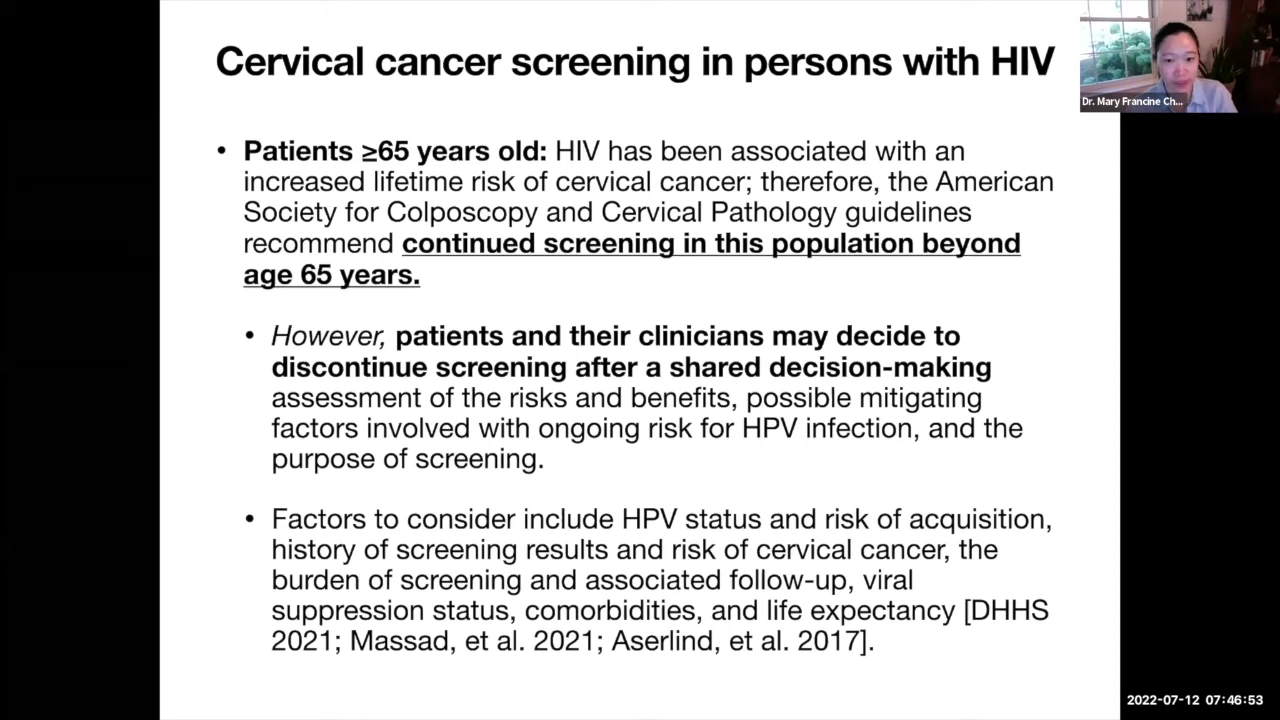 Cervical cancer screening in persons with HIV
Dr. Mary Francine Ch...
• Patients ≥65 years old: HIV has been associated with an
increased lifetime risk of cervical cancer; therefore, the American
Society for Colposcopy and Cervical Pathology guidelines
recommend continued screening in this population beyond
age 65 years.
• However, patients and their clinicians may decide to
discontinue screening after a shared decision-making
assessment of the risks and benefits, possible mitigating
factors involved with ongoing risk for HPV infection, and the
purpose of screening.
• Factors to consider include HPV status and risk of acquisition,
history of screening results and risk of cervical cancer, the
burden of screening and associated follow-up, viral
suppression status, comorbidities, and life expectancy [DHHS
2021; Massad, et al. 2021; Aserlind, et al. 2017].
2022-07-12 07:46:53